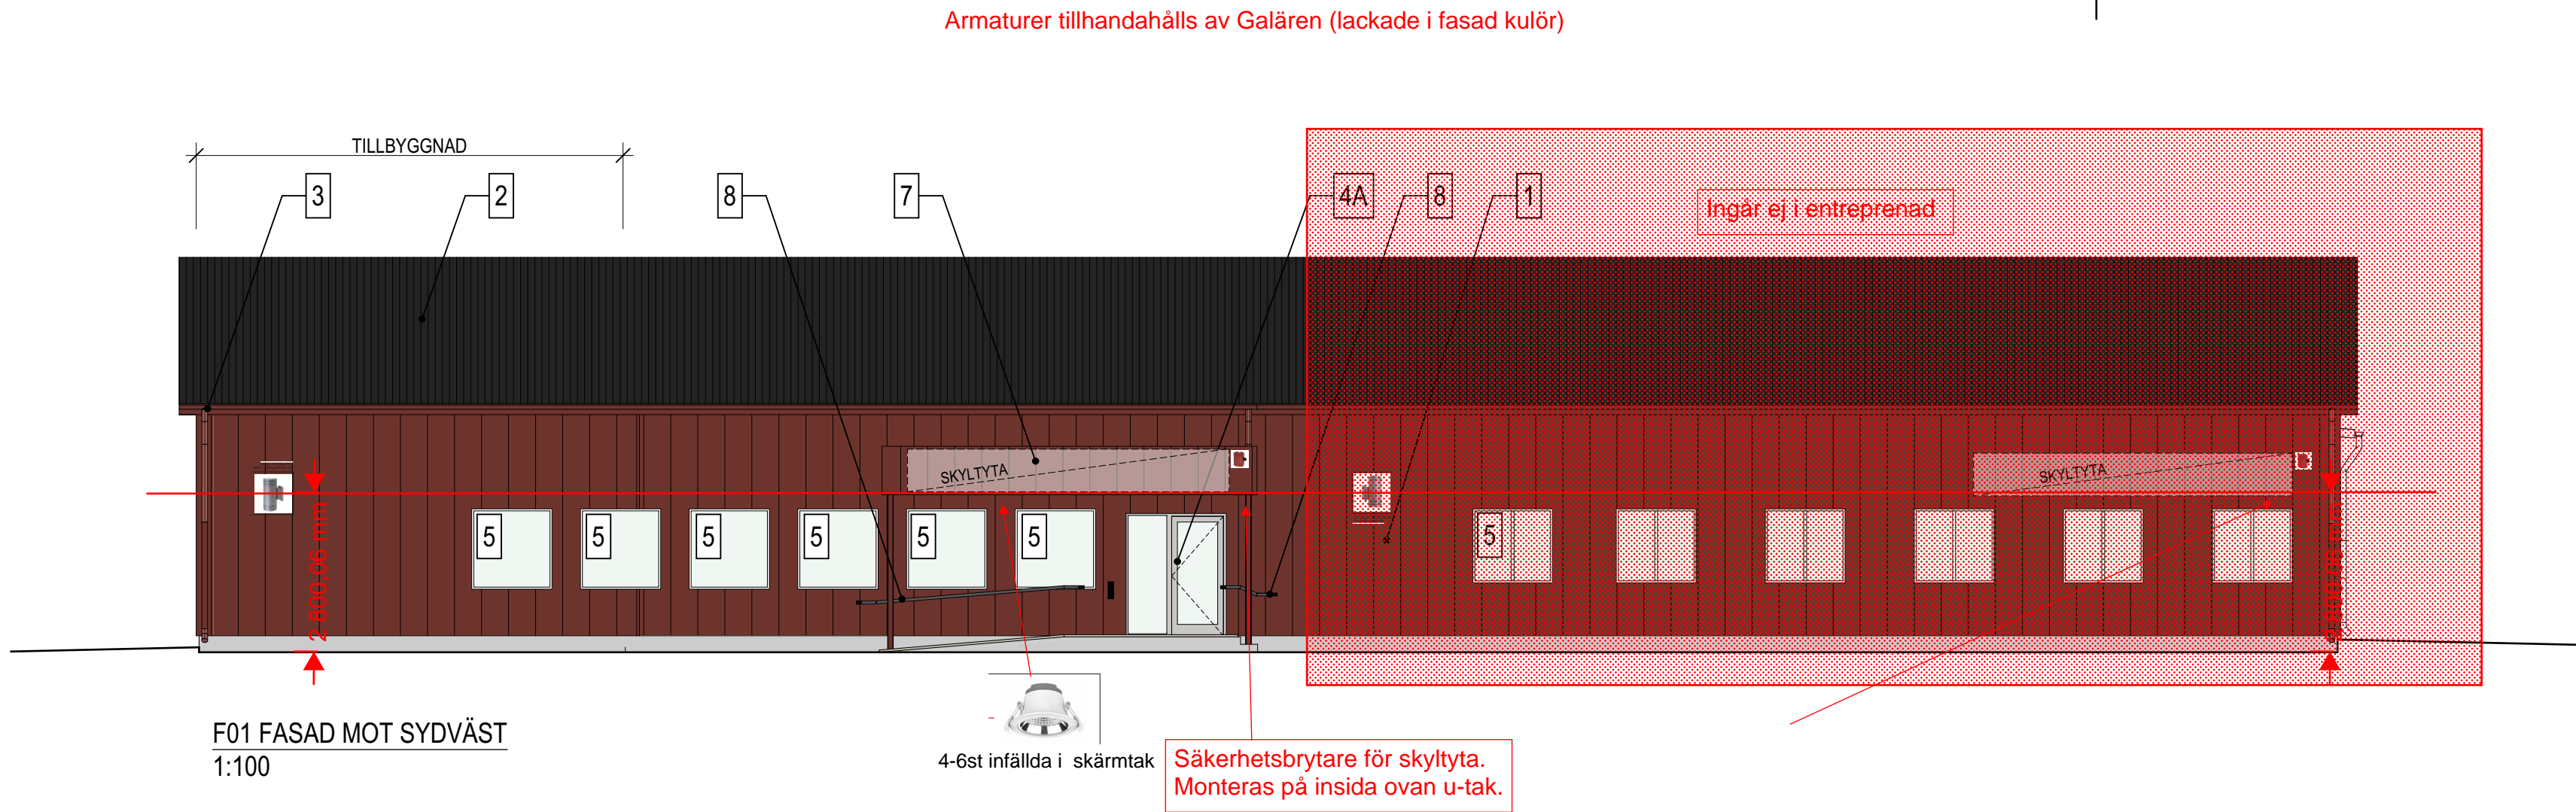 Armaturer tillhandahålls av Galären (lackade i fasad kulör)
TILLBYGGNAD
3
2
8
7
4A
8
1
Ingår ej i entreprenad
SKYLTYTA
SKYLTYTA
2 800,06 mm
5
5
5
5
5
5
5
F01 FASAD MOT SYDVÄST
1:100
4-6st infällda i skärmtak
Säkerhetsbrytare för skyltyta.
Monteras på insida ovan u-tak.